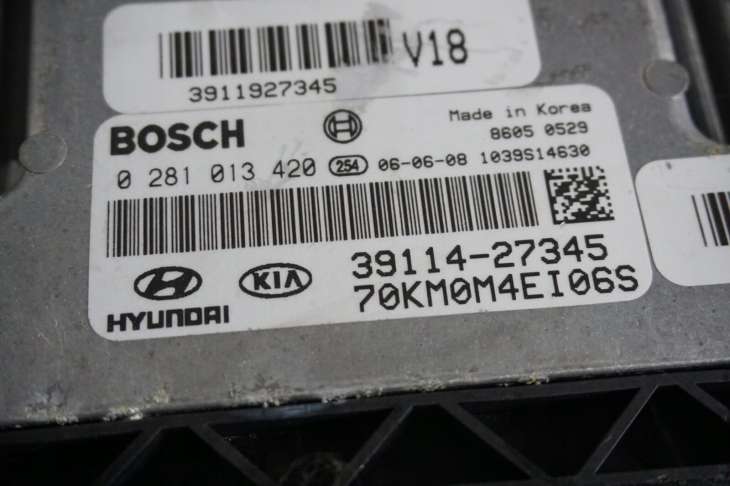 V18
3911927345
BOSCH
Made in Korea
8605 0529
0 281 013 420 254 06-06-08 1039S14630
39114-27345
HYUNDAI KIA 70KM0M4EI06S